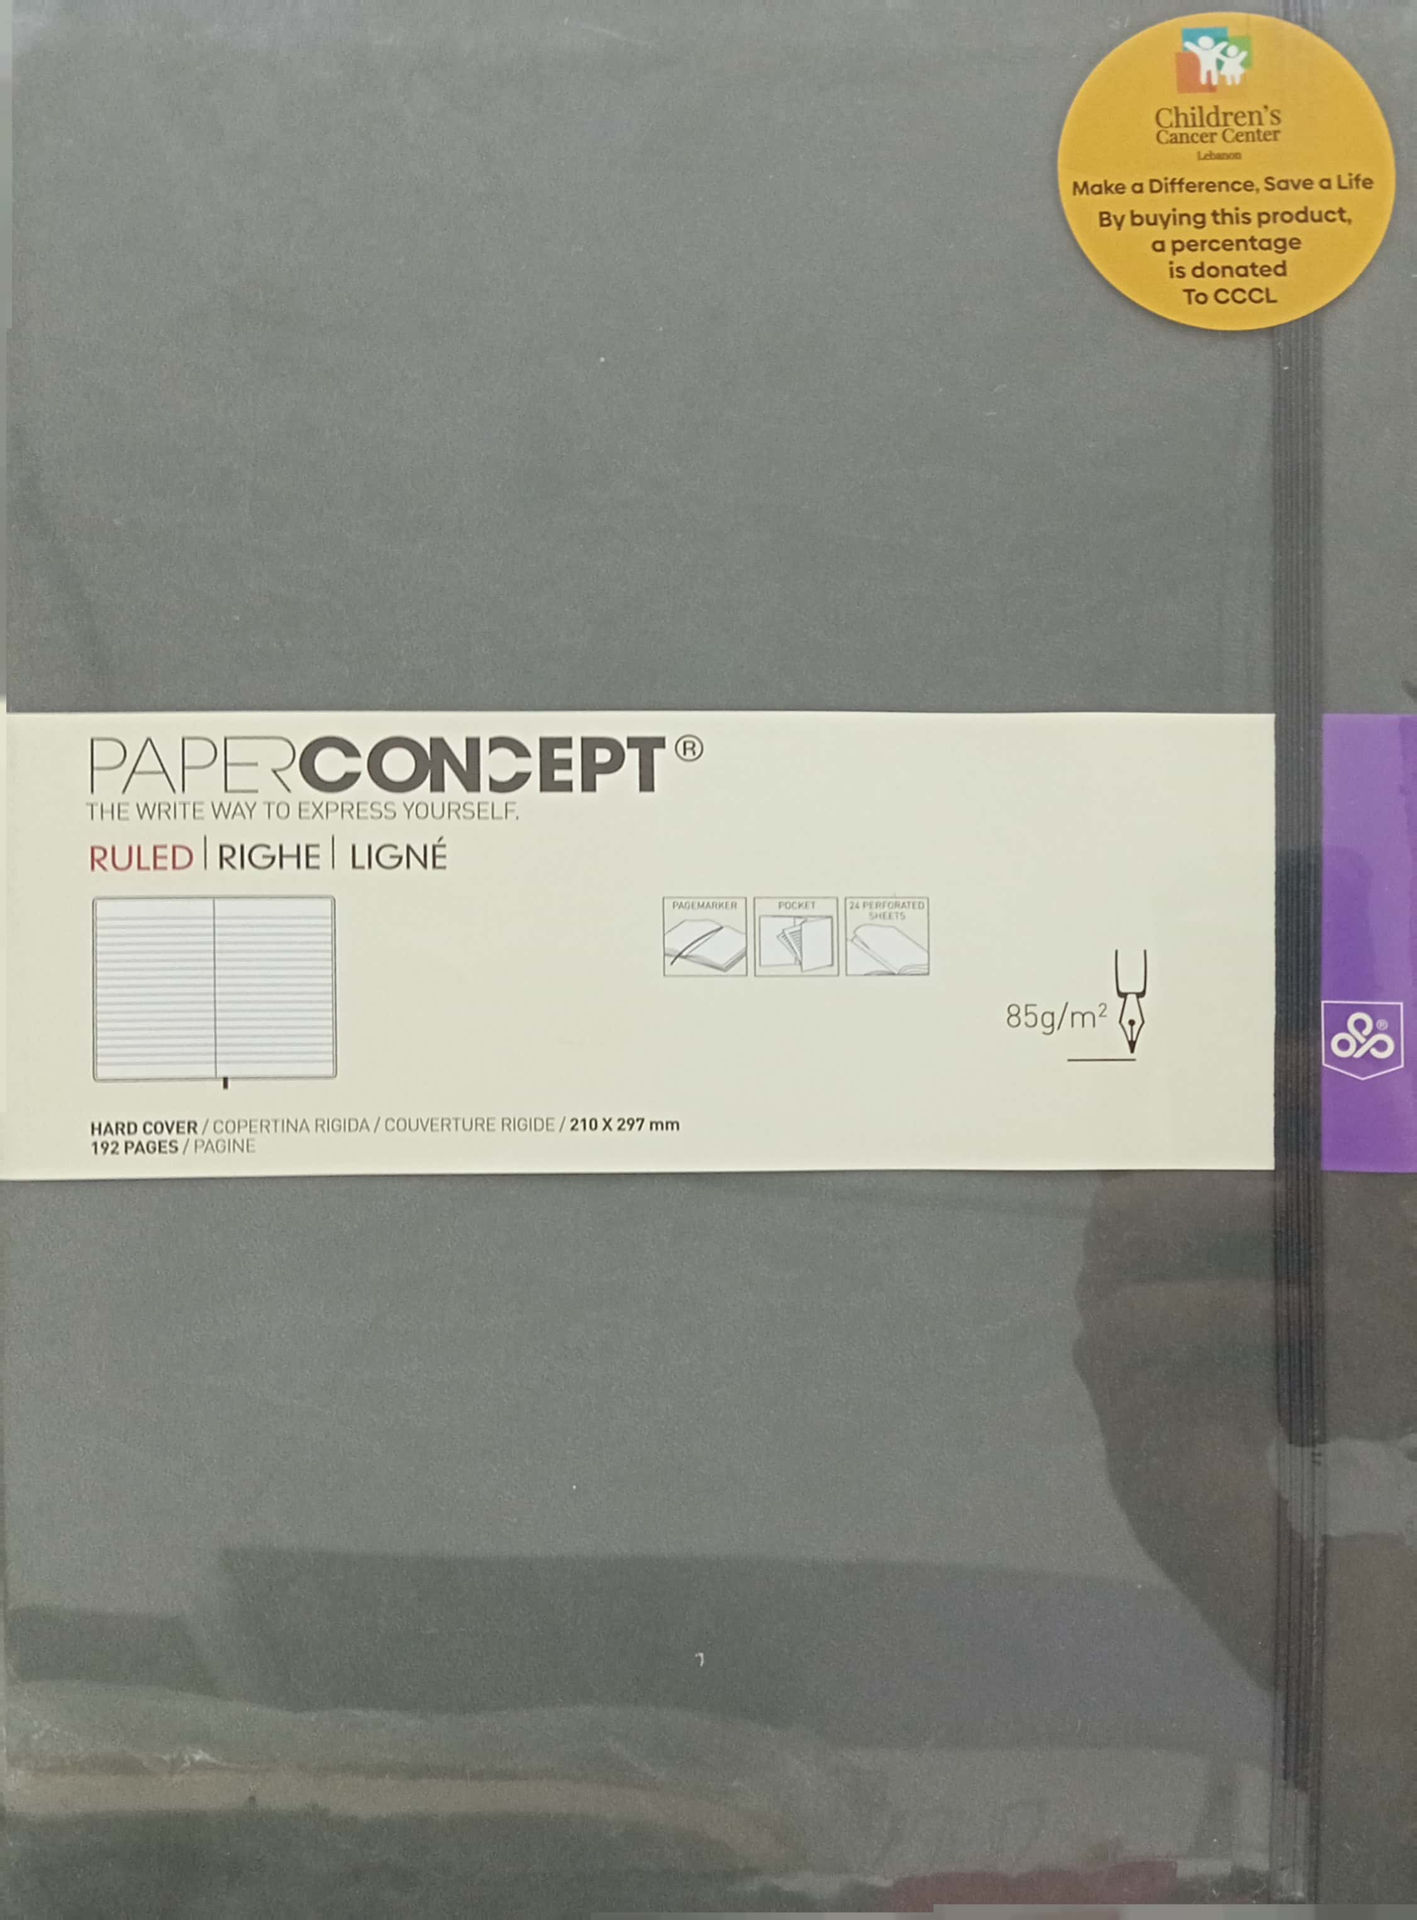 Children's
Cancer Center
Lebanon
Make a Difference, Save a Life
By buying this product,
a percentage
is donated
To CCCL
PAPERCONCEPT®
THE WRITE WAY TO EXPRESS YOURSELF.
RULED | RIGHE | LIGNÉ
PAGEMARKER
POCKET
24 PERFORATED
SHEETS
85g/m²
®
HARD COVER / COPERTINA RIGIDA / COUVERTURE RIGIDE / 210 X 297 mm
192 PAGES / PAGINE